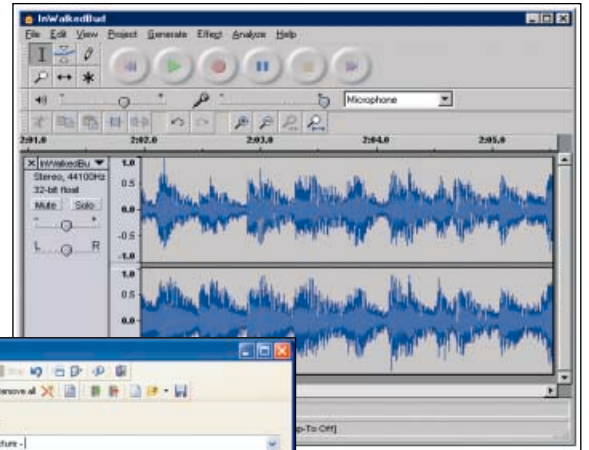 InWalkedBud
File Edit View Project Generate Effect Analyze Help
Microphone
2:01.0 2:02.0 2:03.0 2:04.0 2:05.0
InWalkedBu
Stereo, 44100Hz
32-bit float
Mute Solo
- +
L R
1.0
0.5
0.0
-0.5
-1.0
1.0
0.5
0.0
remove all
cture -
p-To Off]